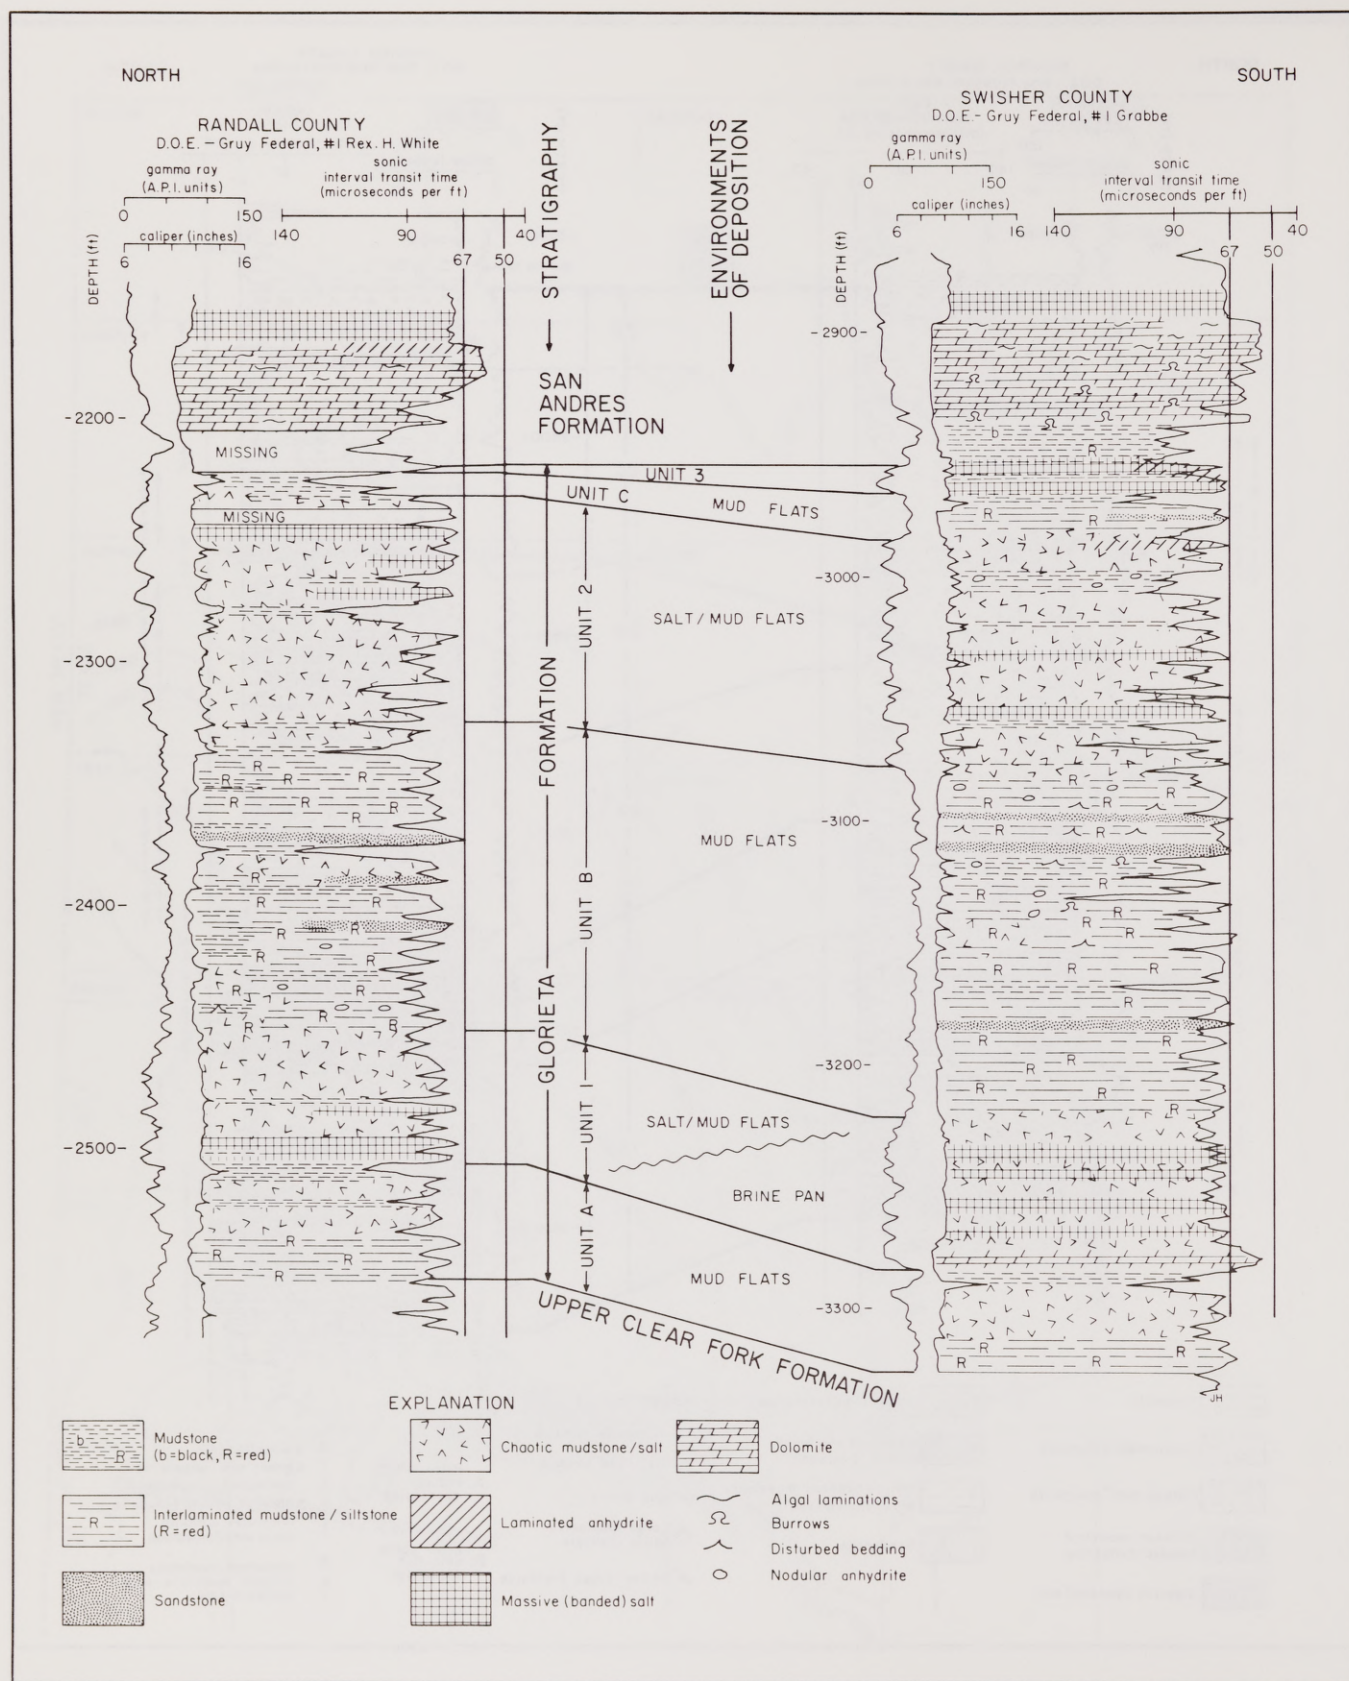 NORTH
SOUTH
RANDALL COUNTY
D.O.E. - Gruy Federal, #1 Rex. H. White
gamma ray
(A.P.I. units)
sonic
interval transit time
(microseconds per ft)
0 150
caliper (inches)
140 90 40
6 16
67 50
DEPTH (ft)
STRATIGRAPHY
ENVIRONMENTS
OF DEPOSITION
SWISHER COUNTY
D.O.E. - Gruy Federal, #1 Grabbe
gamma ray
(A.P.I. units)
sonic
interval transit time
(microseconds per ft)
0 150
caliper (inches)
6 16 140 90 40
67 50
DEPTH (ft)
-2200-
-2300-
-2400-
-2500-
MISSING
MISSING
R R R
R R R
R
R
R R
R R
R
R
R R
R R
R
R
R R
R
SAN
ANDRES
FORMATION
UNIT 3
UNIT C
MUD FLATS
UNIT 2
SALT/MUD FLATS
GLORIETA FORMATION
UNIT B
MUD FLATS
UNIT 1
SALT/MUD FLATS
BRINE PAN
UNIT A
MUD FLATS
UPPER CLEAR FORK FORMATION
-2900-
-3000-
-3100-
-3200-
-3300-
b
R
R R
R
R R
R R
R
R R
R R
R
R R
R
R R
R
R R
R R
R R R
JH
EXPLANATION
b
R
Mudstone
(b=black, R=red)
R
Interlaminated mudstone / siltstone
(R=red)
Sandstone
Chaotic mudstone/salt
Laminated anhydrite
Massive (banded) salt
Dolomite
Algal laminations
Burrows
Disturbed bedding
Nodular anhydrite